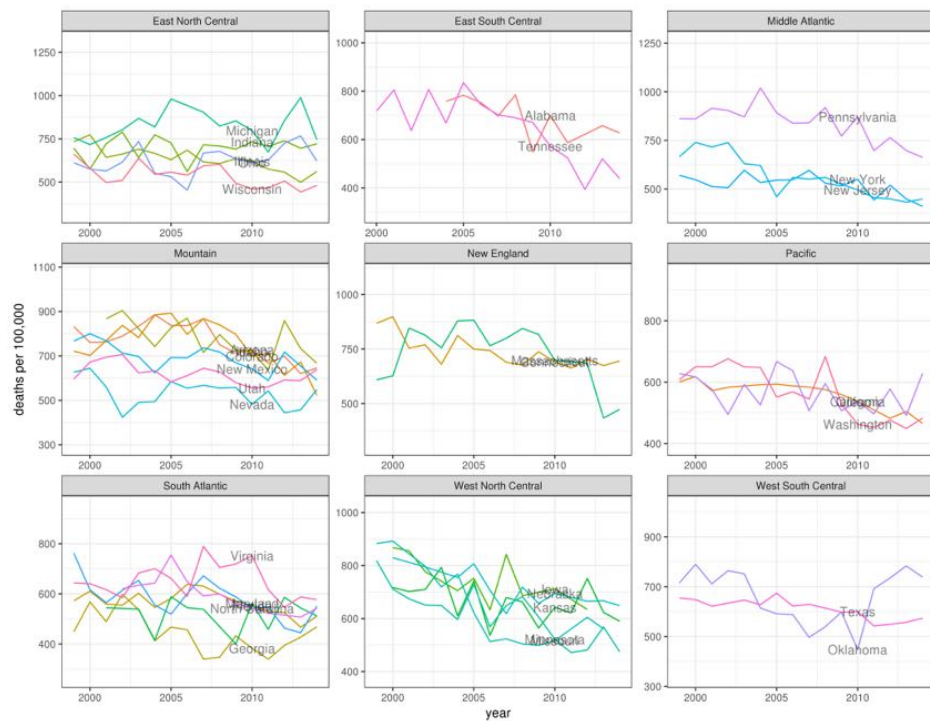 East North Central
1250
1000
750
500
Michigan
Indiana
Illinois
Wisconsin
2000
2005
2010
East South Central
1000
800
600
400
Alabama
Tennessee
2000
2005
2010
Middle Atlantic
1250
1000
750
500
Pennsylvania
New York
New Jersey
2000
2005
2010
deaths per 1000,000
Mountain
1100
900
700
500
300
Arizona
Colorado
New Mexico
Utah
Nevada
2000
2005
2010
New England
1000
750
500
Massachusetts
2000
2005
2010
Pacific
800
600
400
California
Oregon
Washington
2000
2005
2010
South Atlantic
800
600
400
Virginia
Maryland
North Carolina
Georgia
2000
2005
2010
West North Central
1000
800
600
400
Iowa
Nebraska
Kansas
Minnesota
Missouri
2000
2005
2010
West South Central
900
700
500
300
Texas
Oklahoma
2000
2005
2010
year